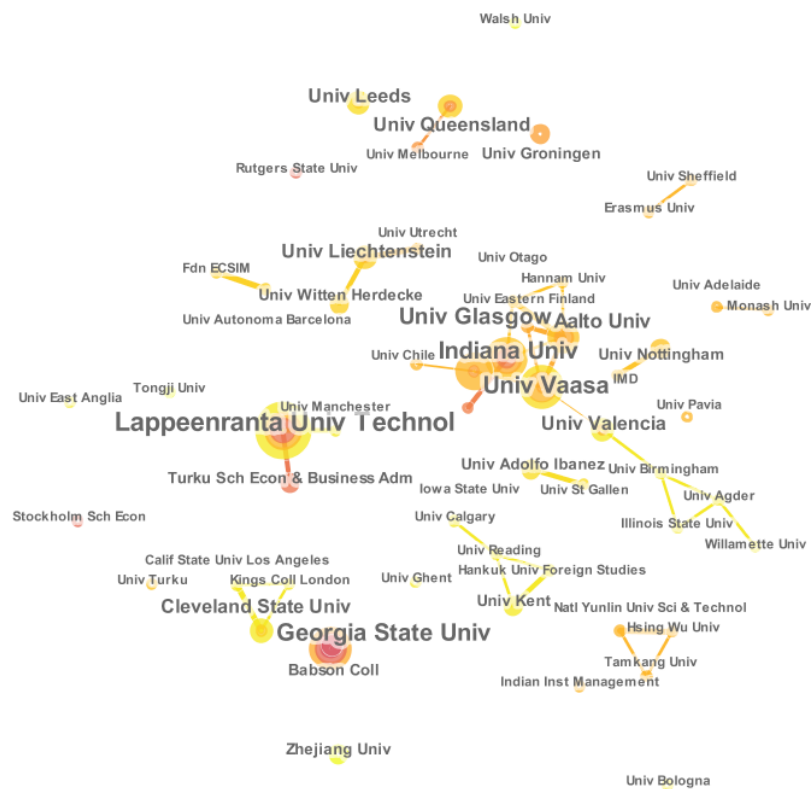 Walsh Univ
Univ Leeds
Univ Queensland
Univ Melbourne
Univ Groningen
Rutgers State Univ
Univ Sheffield
Erasmus Univ
Univ Utrecht
Univ Liechtenstein
Univ Otago
Fdn ECSIM
Hannam Univ
Univ Adelaide
Univ Witten Herdecke
Univ Eastern Finland
Monash Univ
Univ Autonoma Barcelona
Univ Glasgow
Aalto Univ
Univ Chile
Indiana Univ
Univ Nottingham
IMD
Univ Vaasa
Tongji Univ
Univ East Anglia
Univ Manchester
Univ Pavia
Lappeenranta Univ Technol
Univ Valencia
Univ Adolfo Ibanez
Univ Birmingham
Turku Sch Econ & Business Adm
Iowa State Univ
Univ St Gallen
Univ Agder
Stockholm Sch Econ
Univ Calgary
Illinois State Univ
Willamette Univ
Univ Reading
Calif State Univ Los Angeles
Hankuk Univ Foreign Studies
Univ Turku
Kings Coll London
Univ Ghent
Univ Kent
Cleveland State Univ
Natl Yunlin Univ Sci & Technol
Hsing Wu Univ
Georgia State Univ
Tamkang Univ
Babson Coll
Indian Inst Management
Zhejiang Univ
Univ Bologna